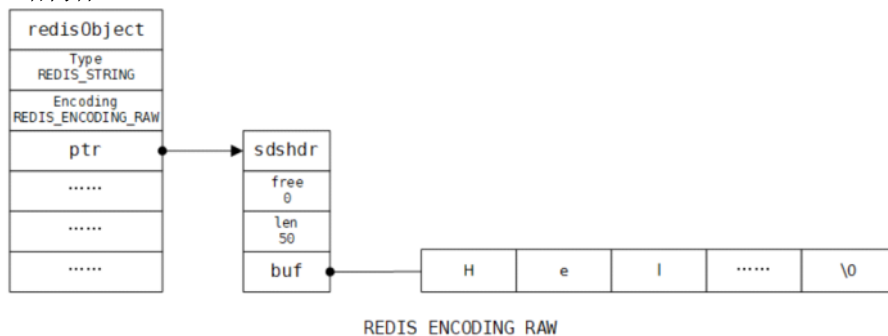 redisObject
Type
REDIS_STRING
Encoding
REDIS_ENCODING_RAW
ptr
sdshdr
……
free
0
……
len
50
……
buf
H e l …… \0
REDIS ENCODING RAW